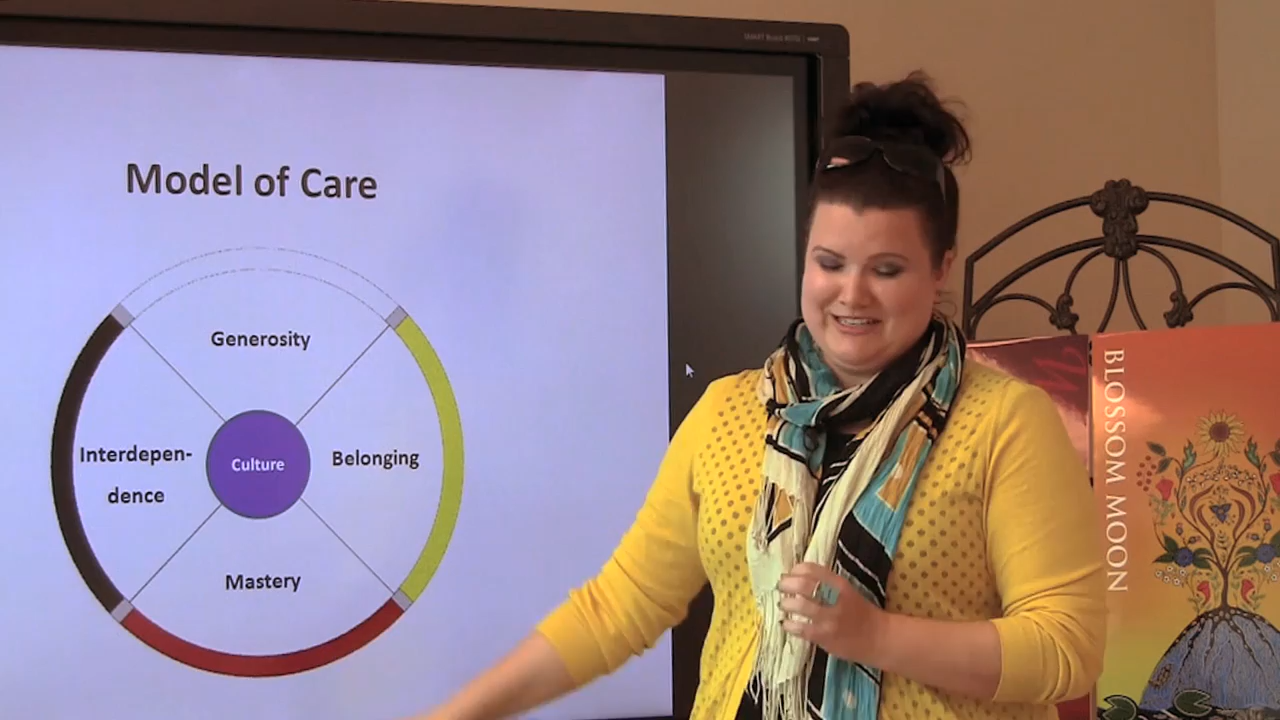 Model of Care
Generosity
Interdepen-
dence
Culture
Belonging
Mastery
BLOSSOM MOON